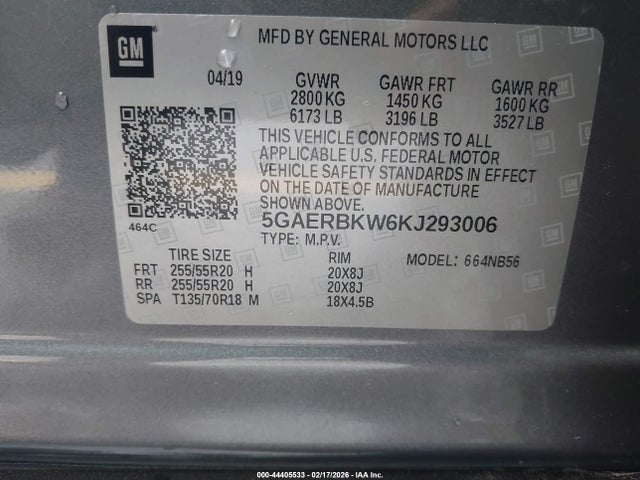 GM
MFD BY GENERAL MOTORS LLC
04/19 GVWR GAWR FRT GAWR RR
2800 KG 1450 KG 1600 KG
6173 LB 3196 LB 3527 LB
THIS VEHICLE CONFORMS TO ALL
APPLICABLE U.S. FEDERAL MOTOR
VEHICLE SAFETY STANDARDS IN EFFECT
ON THE DATE OF MANUFACTURE
SHOWN ABOVE.
464C 5GAERBKW6KJ293006
TYPE: M.P.V. MODEL: 664NB56
TIRE SIZE RIM
FRT 255/55R20 H 20X8J
RR 255/55R20 H 20X8J
SPA T135/70R18 M 18X4.5B
000-44405533 - 02/17/2026 - IAA Inc.